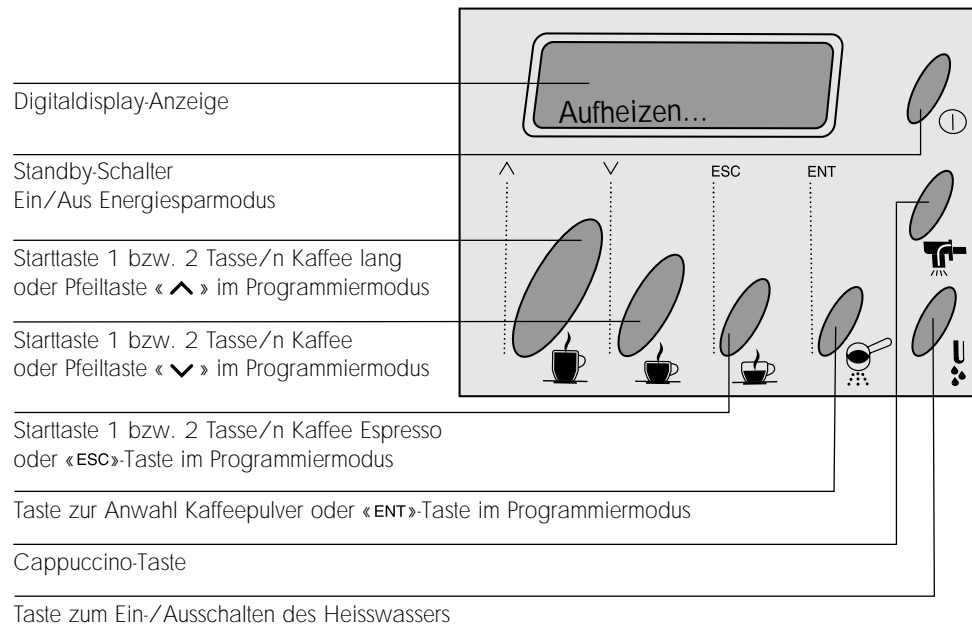 Aufheizen...
Digitaldisplay-Anzeige
Standby-Schalter
Ein/Aus Energiesparmodus
ESC
ENT
Starttaste 1 bzw. 2 Tasse/n Kaffee lang
oder Pfeiltaste « ∧ » im Programmiermodus
Starttaste 1 bzw. 2 Tasse/n Kaffee
oder Pfeiltaste « ∨ » im Programmiermodus
Starttaste 1 bzw. 2 Tasse/n Kaffee Espresso
oder «ESC»-Taste im Programmiermodus
Taste zur Anwahl Kaffeepulver oder «ENT»-Taste im Programmiermodus
Cappuccino-Taste
Taste zum Ein-/Ausschalten des Heisswassers